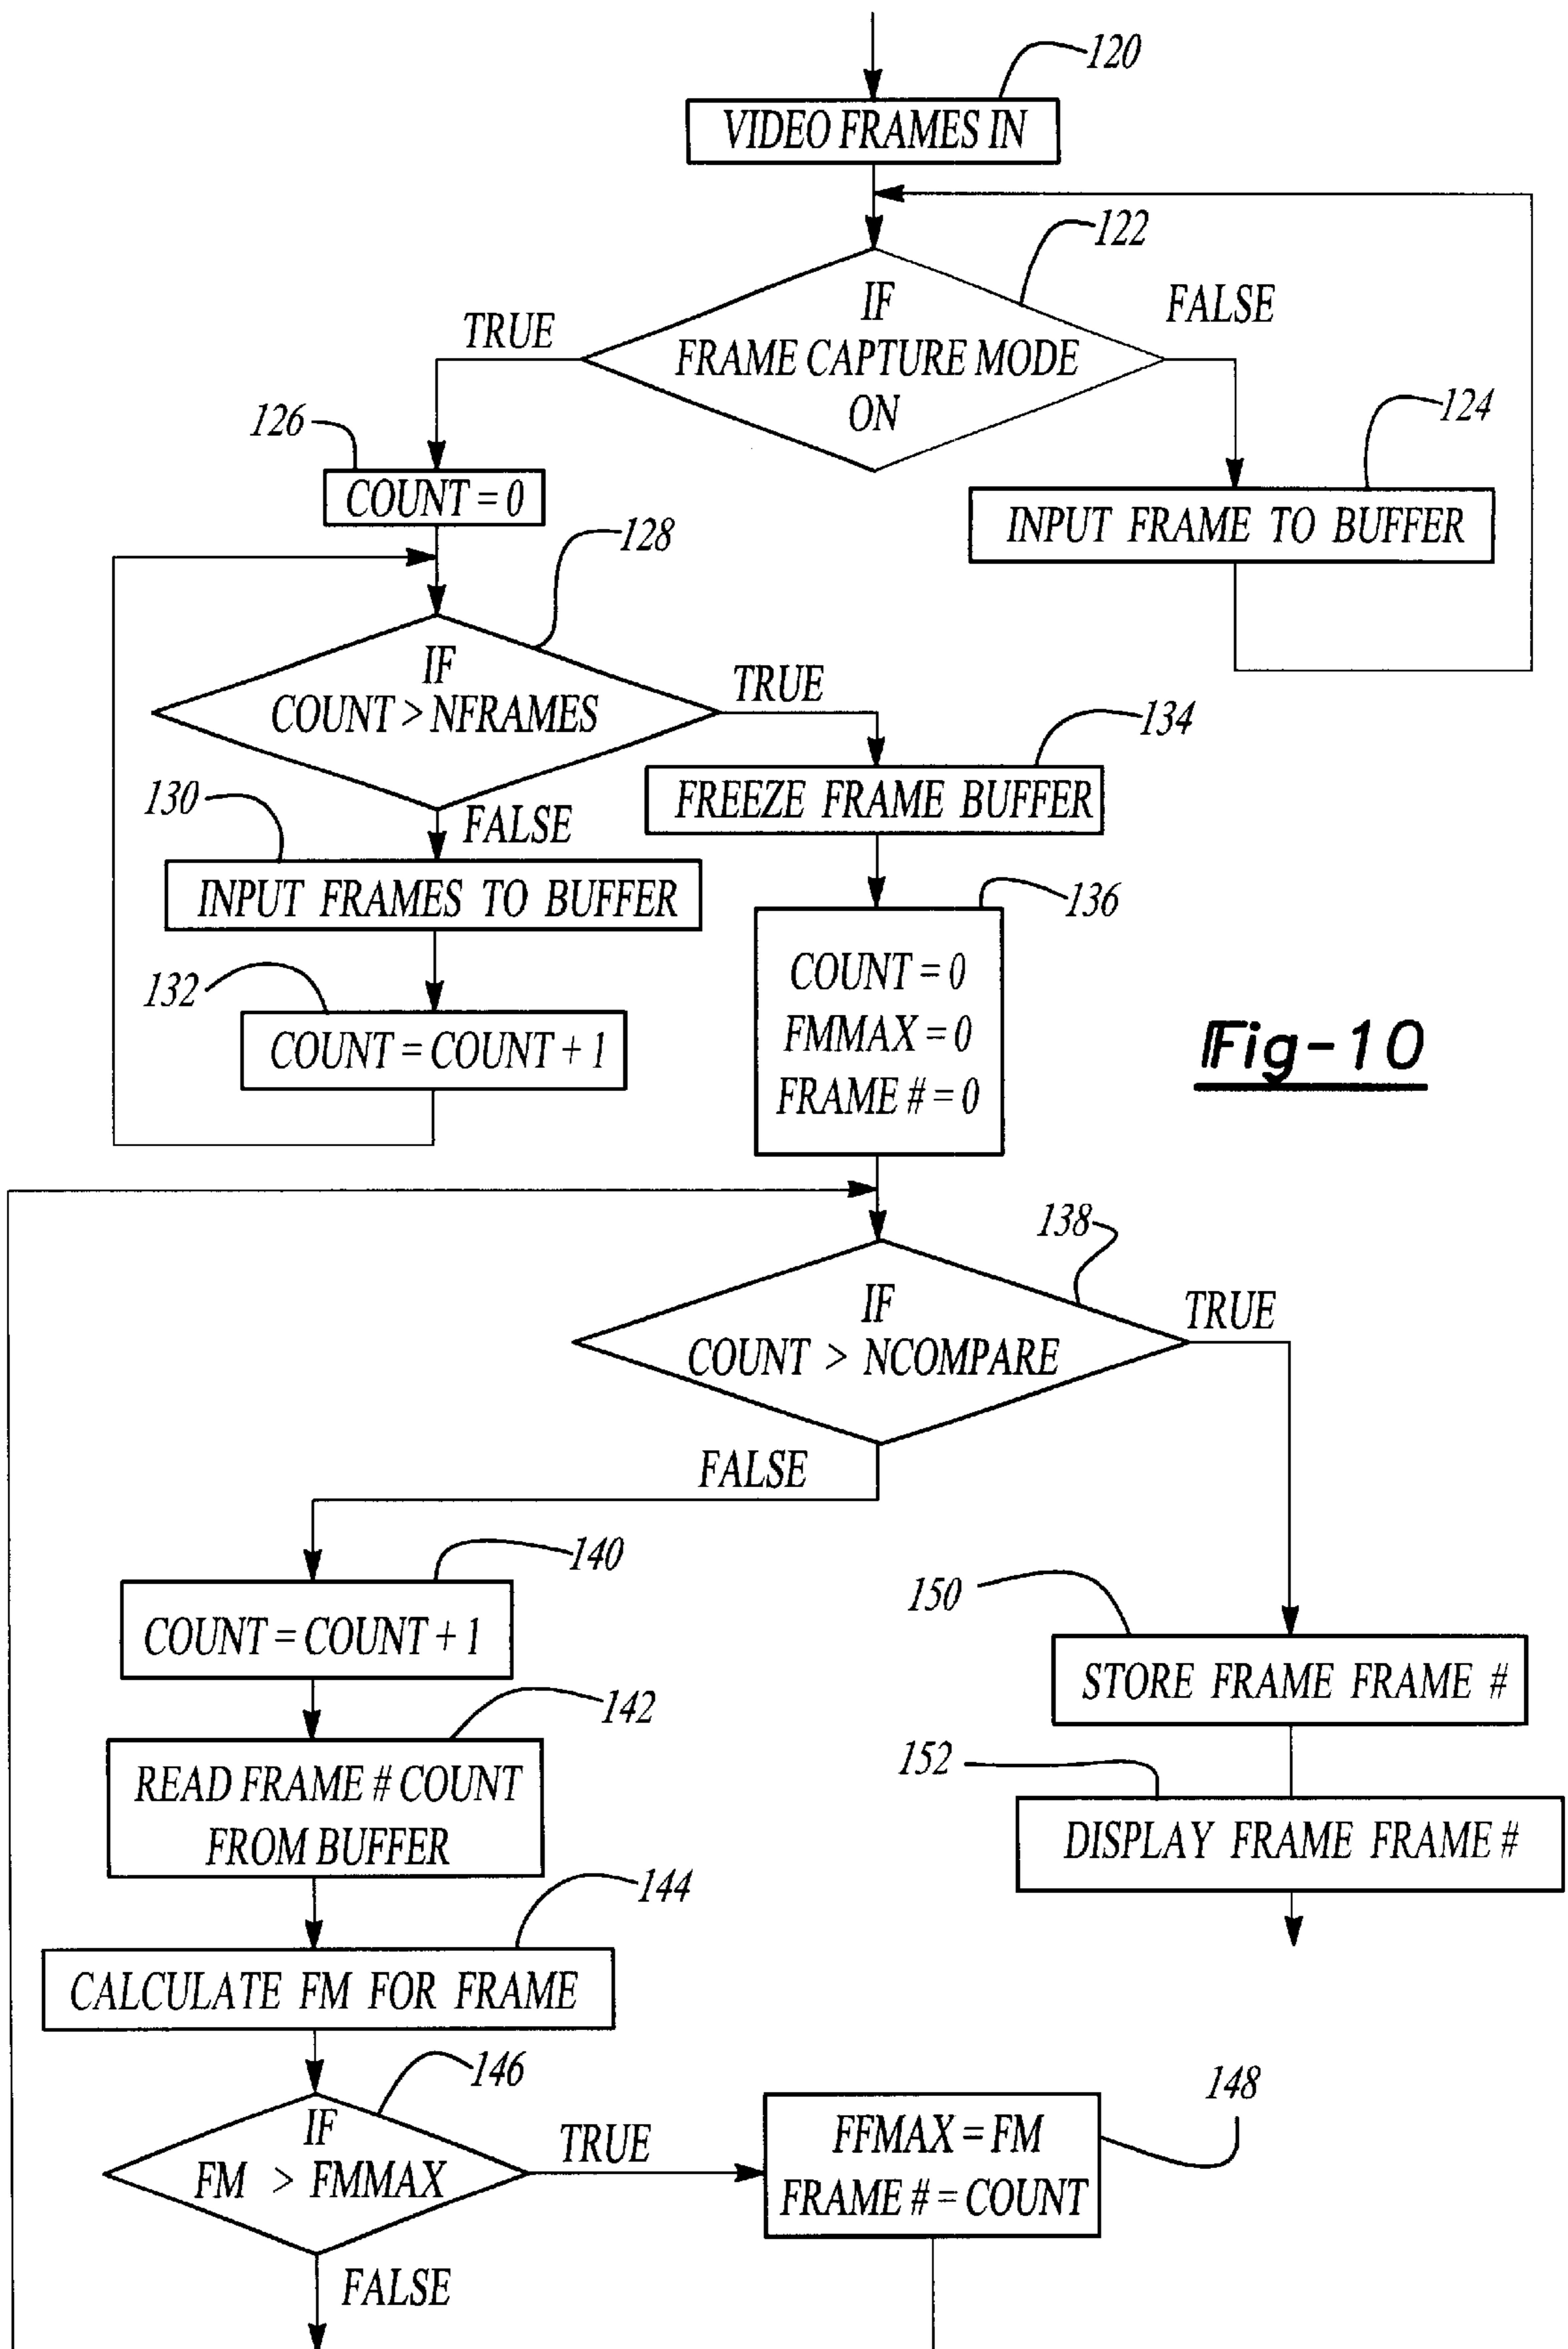 120
VIDEO FRAMES IN
122
IF
FRAME CAPTURE MODE
ON
TRUE
FALSE
124
INPUT FRAME TO BUFFER
126
COUNT = 0
128
IF
COUNT > NFRAMES
TRUE
FALSE
130
INPUT FRAMES TO BUFFER
132
COUNT = COUNT + 1
134
FREEZE FRAME BUFFER
136
COUNT = 0
FMMAX = 0
FRAME # = 0
Fig-10
138
IF
COUNT > NCOMPARE
TRUE
FALSE
140
COUNT = COUNT + 1
142
READ FRAME # COUNT
FROM BUFFER
144
CALCULATE FM FOR FRAME
146
IF
FM > FMMAX
TRUE
FALSE
148
FFMAX = FM
FRAME # = COUNT
150
STORE FRAME FRAME #
152
DISPLAY FRAME FRAME #